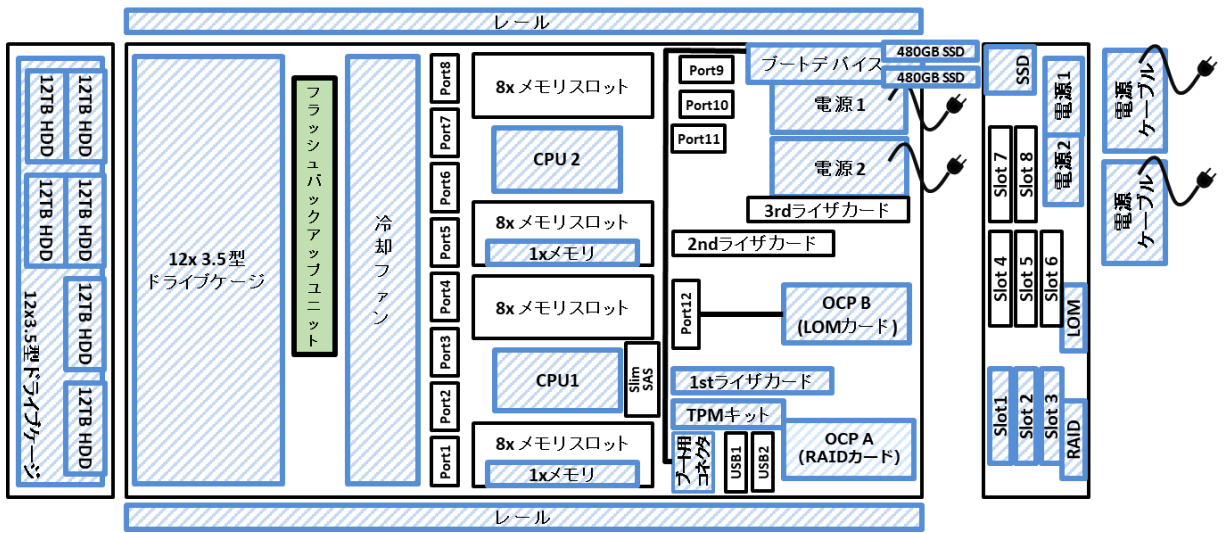 レール
12TB HDD
12TB HDD
12TB HDD
12TB HDD
12TB HDD
12TB HDD
12x3.5型ドライブケージ
12x 3.5型
ドライブケージ
フラッシュバックアップユニット
冷却ファン
Port8
Port7
Port6
Port5
Port4
Port3
Port2
Port1
8x メモリスロット
CPU 2
8x メモリスロット
1xメモリ
8x メモリスロット
CPU1
Slim
SAS
8x メモリスロット
1xメモリ
Port9
Port10
Port11
ブートデバイス
480GB SSD
480GB SSD
電源1
電源2
3rdライザカード
2ndライザカード
Port12
OCP B
(LOMカード)
1stライザカード
TPMキット
OCP A
(RAIDカード)
ブート用
コネクタ
USB1
USB2
SSD
電源1
電源2
Slot 7
Slot 8
Slot 4
Slot 5
Slot 6
LOM
Slot1
Slot 2
Slot 3
RAID
電源
ケーブル
電源
ケーブル
レール